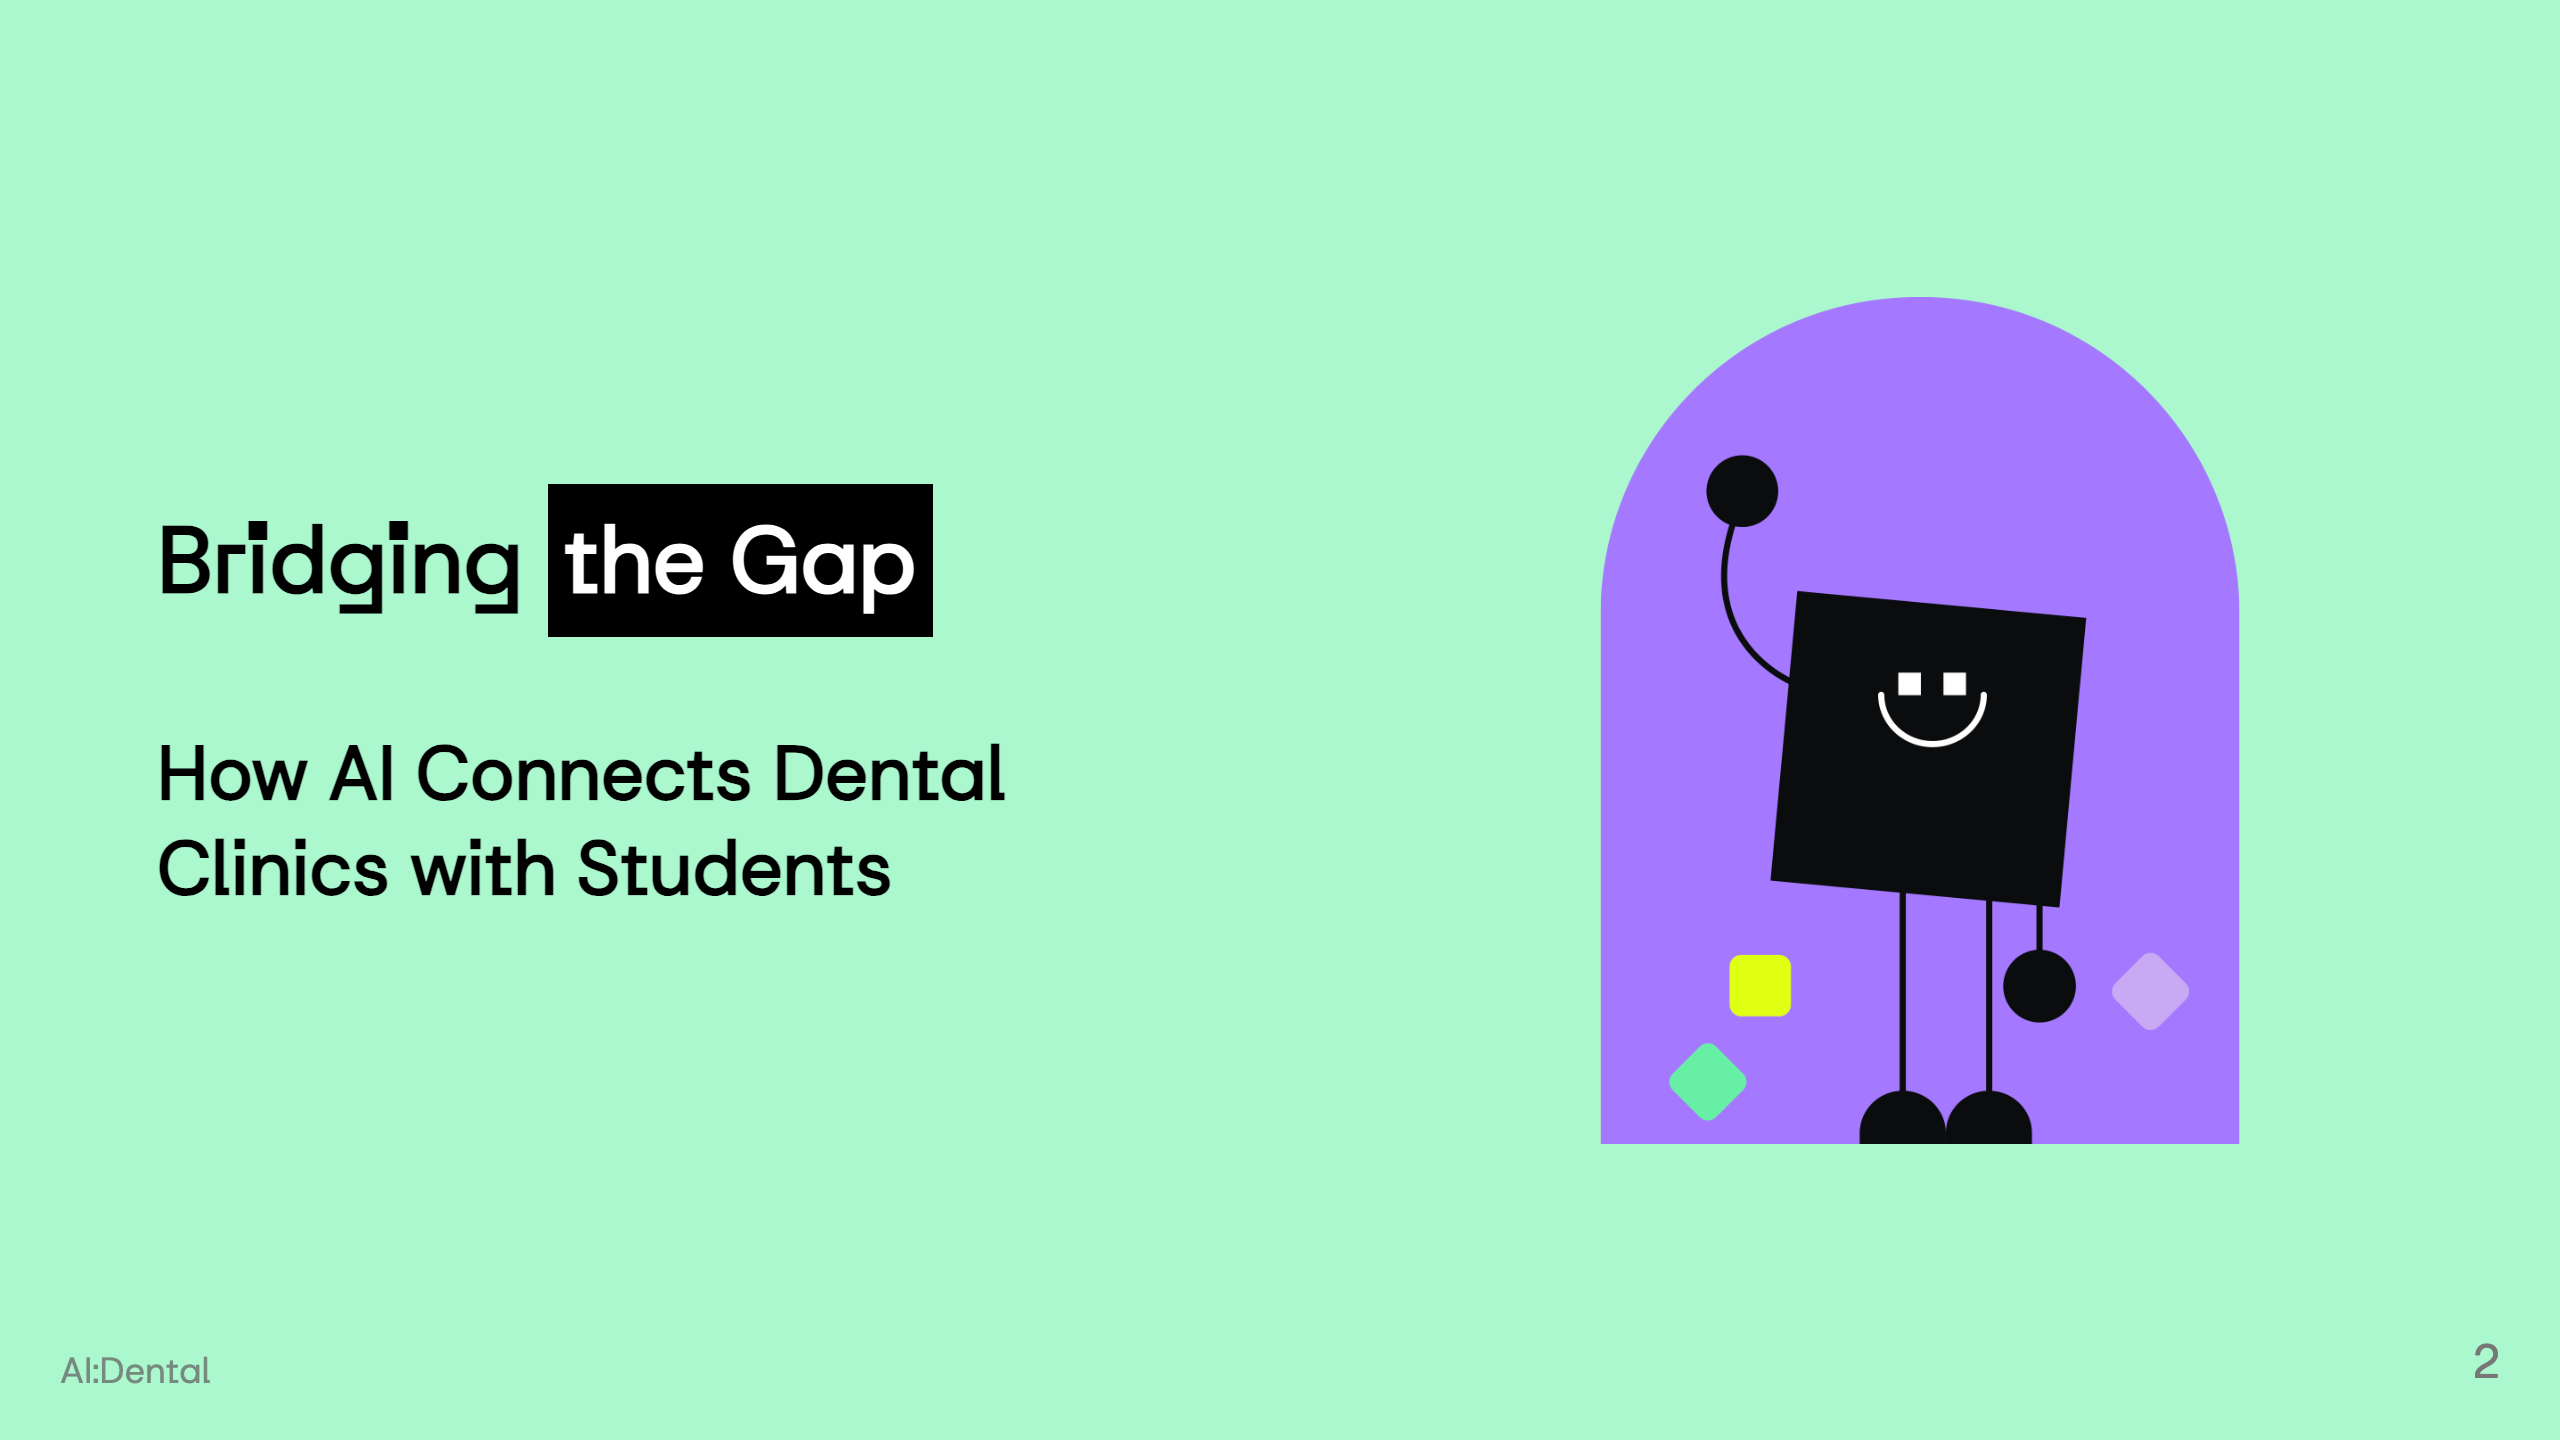 Bridging the Gap
How AI Connects Dental
Clinics with Students
AI:Dental
2